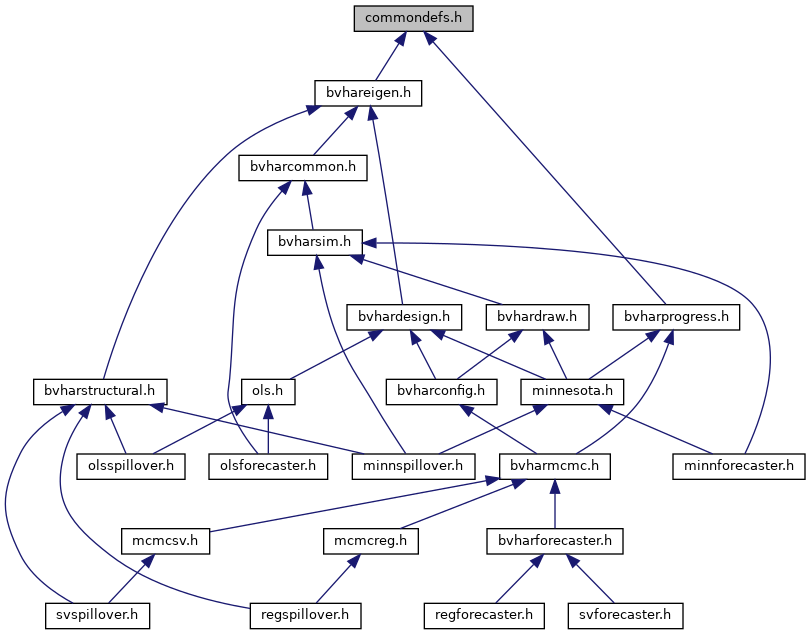 commondefs.h
bvhareigen.h
bvharcommon.h
bvharsim.h
bvhardesign.h
bvhardraw.h
bvharprogress.h
bvharstructural.h
ols.h
bvharconfig.h
minnesota.h
olsspillover.h
olsforecaster.h
minnspillover.h
bvharmcmc.h
minnforecaster.h
mcmcsv.h
mcmcreg.h
bvharforecaster.h
svspillover.h
regspillover.h
regforecaster.h
svforecaster.h